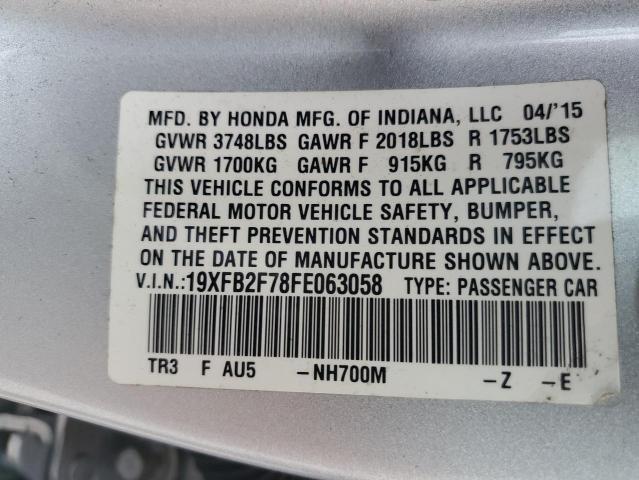 MFD. BY HONDA MFG. OF INDIANA, LLC 04/'15
GVWR 3748LBS GAWR F 2018LBS R 1753LBS
GVWR 1700KG GAWR F 915KG R 795KG
THIS VEHICLE CONFORMS TO ALL APPLICABLE
FEDERAL MOTOR VEHICLE SAFETY, BUMPER,
AND THEFT PREVENTION STANDARDS IN EFFECT
ON THE DATE OF MANUFACTURE SHOWN ABOVE.
V.I.N.:19XFB2F78FE063058 TYPE: PASSENGER CAR
TR3 F AU5 -NH700M -Z -E